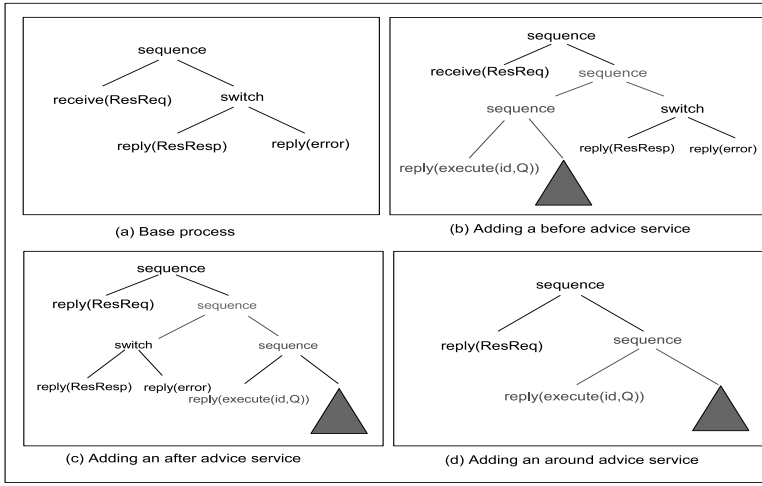 sequence
receive(ResReq)
switch
reply(ResResp)
reply(error)
(a) Base process
sequence
receive(ResReq)
sequence
sequence
switch
reply(execute(id,Q))
reply(ResResp)
reply(error)
(b) Adding a before advice service
sequence
reply(ResReq)
sequence
switch
sequence
reply(ResResp)
reply(error)
reply(execute(id,Q))
(c) Adding an after advice service
sequence
reply(ResReq)
sequence
reply(execute(id,Q))
(d) Adding an around advice service